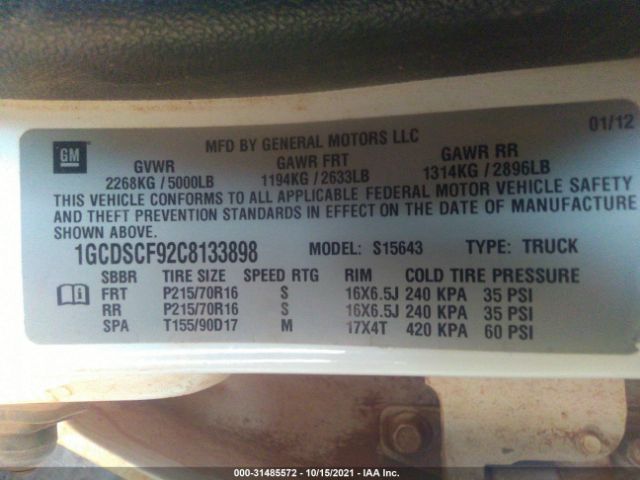 01/12
GM
MFD BY GENERAL MOTORS LLC
GVWR GAWR FRT GAWR RR
2268KG / 5000LB 1194KG / 2633LB 1314KG / 2896LB
THIS VEHICLE CONFORMS TO ALL APPLICABLE FEDERAL MOTOR VEHICLE SAFETY
AND THEFT PREVENTION STANDARDS IN EFFECT ON THE DATE OF MANUFACTURE
SHOWN ABOVE.
1GCDSCF92C8133898 MODEL: S15643 TYPE: TRUCK
SBBR TIRE SIZE SPEED RTG RIM COLD TIRE PRESSURE
FRT P215/70R16 S 16X6.5J 240 KPA 35 PSI
RR P215/70R16 S 16X6.5J 240 KPA 35 PSI
SPA T155/90D17 M 17X4T 420 KPA 60 PSI
000-31485572 - 10/15/2021 - IAA Inc.